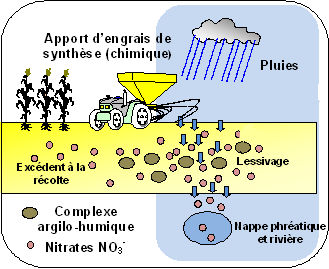 Apport d'engrais de
synthèse (chimique)
Pluies
Excédent à la
récolte
Lessivage
Complexe
argilo-humique
Nitrates NO3-
Nappe phréatique
et rivière